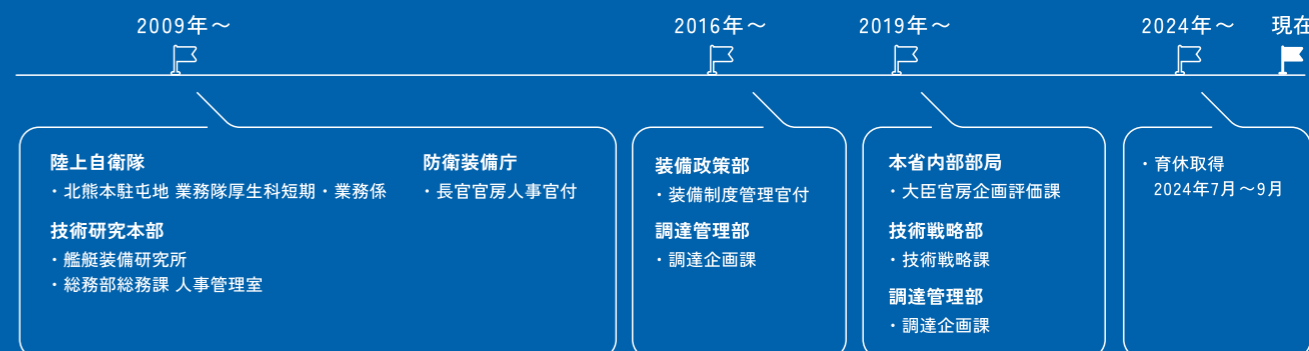 2009年～
2016年～
2019年～
2024年～
現在
陸上自衛隊
・北熊本駐屯地 業務隊厚生科短期・業務係
技術研究本部
・艦艇装備研究所
・総務部総務課 人事管理室
防衛装備庁
・長官官房人事官付
装備政策部
・装備制度管理官付
調達管理部
・調達企画課
本省内部部局
・大臣官房企画評価課
技術戦略部
・技術戦略課
調達管理部
・調達企画課
・育休取得
2024年7月～9月